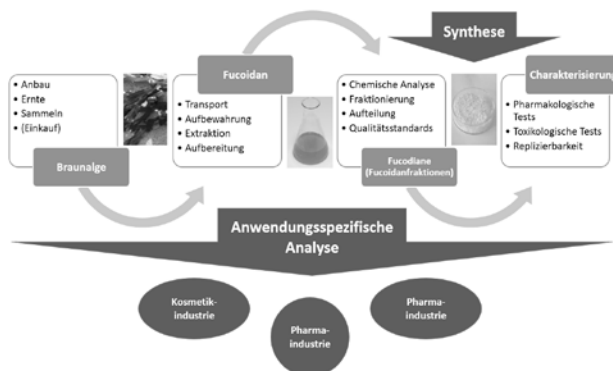 Synthese
• Anbau
• Ernte
• Sammeln
• (Einkauf)
Braunalge
Fucoidan
• Transport
• Aufbewahrung
• Extraktion
• Aufbereitung
• Chemische Analyse
• Fraktionierung
• Aufteilung
• Qualitätsstandards
Fucodiane
(Fucoidanfraktionen)
Charakterisierung
• Pharmakologische
Tests
• Toxikologische Tests
• Replizierbarkeit
Anwendungsspezifische
Analyse
Kosmetik-
industrie
Pharma-
industrie
Pharma-
industrie